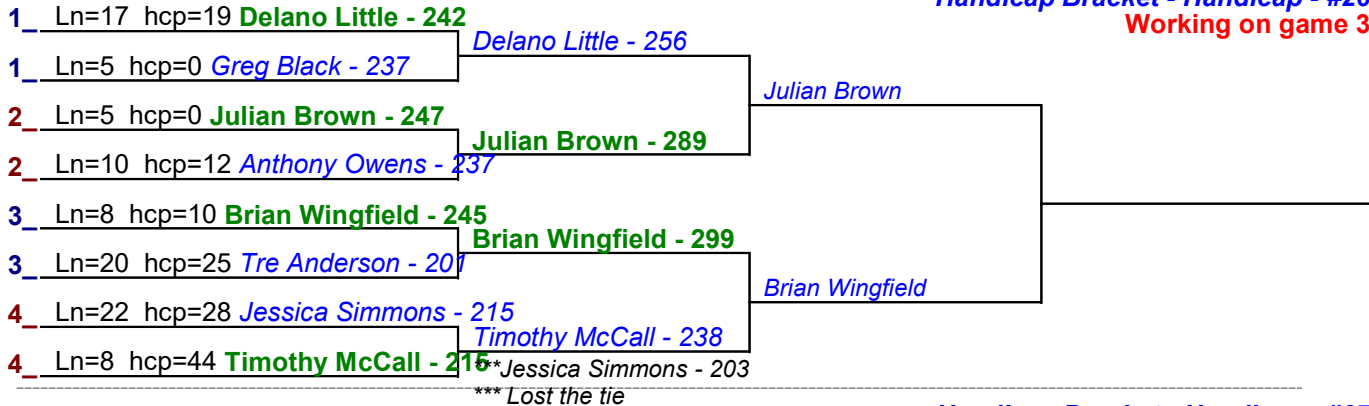 Handicap Bracket - Handicap - #26
Working on game 3
1_ Ln=17 hcp=19 Delano Little - 242
1_ Ln=5 hcp=0 Greg Black - 237
2_ Ln=5 hcp=0 Julian Brown - 247
2_ Ln=10 hcp=12 Anthony Owens - 237
3_ Ln=8 hcp=10 Brian Wingfield - 245
3_ Ln=20 hcp=25 Tre Anderson - 201
4_ Ln=22 hcp=28 Jessica Simmons - 215
4_ Ln=8 hcp=44 Timothy McCall - 215
Delano Little - 256
Julian Brown - 289
Brian Wingfield - 299
Timothy McCall - 238
***Jessica Simmons - 203
*** Lost the tie
Julian Brown
Brian Wingfield